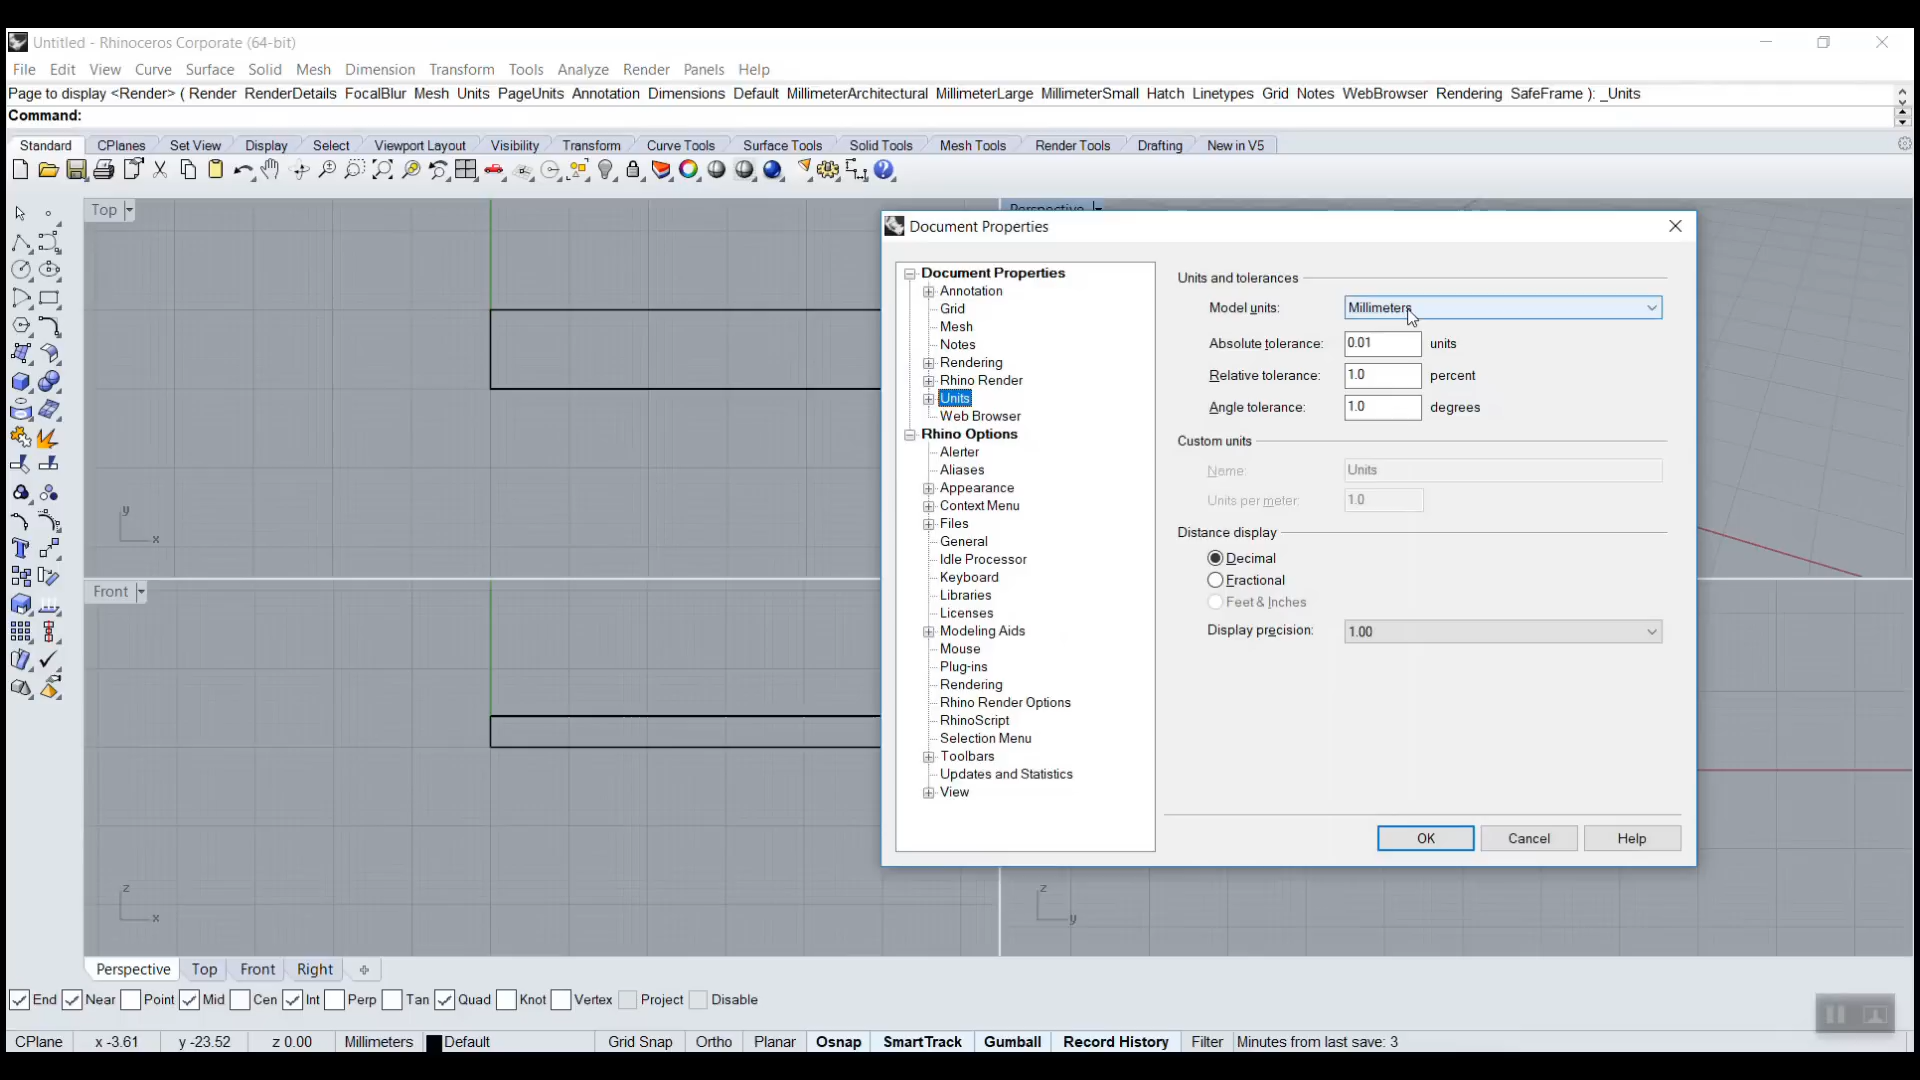 Untitled - Rhinoceros Corporate (64-bit)
File Edit View Curve Surface Solid Mesh Dimension Transform Tools Analyze Render Panels Help
Page to display <Render> ( Render RenderDetails FocalBlur Mesh Units PageUnits Annotation Dimensions Default MillimeterArchitectural MillimeterLarge MillimeterSmall Hatch Linetypes Grid Notes WebBrowser Rendering SafeFrame ): _Units
Command:
Standard CPlanes Set View Display Select Viewport Layout Visibility Transform Curve Tools Surface Tools Solid Tools Mesh Tools Render Tools Drafting New in V5
Top
Perspective
Document Properties
Document Properties
Annotation
Grid
Mesh
Notes
Rendering
Rhino Render
Units
Web Browser
Rhino Options
Alerter
Aliases
Appearance
Context Menu
Files
General
Idle Processor
Keyboard
Libraries
Licenses
Modeling Aids
Mouse
Plug-ins
Rendering
Rhino Render Options
RhinoScript
Selection Menu
Toolbars
Updates and Statistics
View
Units and tolerances
Model units: Millimeters
Absolute tolerance: 0.01 units
Relative tolerance: 1.0 percent
Angle tolerance: 1.0 degrees
Custom units
Name: Units
Units per meter: 1.0
Distance display
Decimal
Fractional
Feet & Inches
Display precision: 1.00
OK Cancel Help
y
x
Front
z
x
z
y
Perspective Top Front Right
End Near Point Mid Cen Int Perp Tan Quad Knot Vertex Project Disable
CPlane x -3.61 y -23.52 z 0.00 Millimeters Default Grid Snap Ortho Planar Osnap SmartTrack Gumball Record History Filter Minutes from last save: 3